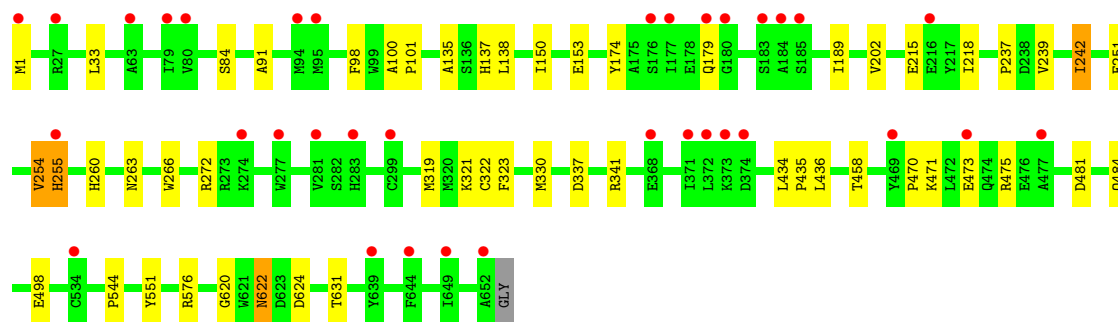 M1 R27 L33 A63 I79 V80 S84 A91 M94 M95 F98 W99 A100 P101 A135 S136 H137 L138 I150 E153 Y174 A175 S176 I177 E178 Q179 G180 S183 A184 S185 I189 V202 E215 E216 Y217 I218 P237 D238 V239 I242
V254 H255 H260 N263 W266 R272 R273 K274 W277 V281 S282 H283 C299 M319 M320 K321 C322 F323 M330 D337 R341 E368 I371 L372 K373 D374 L434 P435 L436 T458 Y469 P470 K471 L472 E473 Q474 R475 E476 A477 D481
E498 C534 P544 Y551 R576 G620 W621 N622 D623 D624 T631 Y639 F644 I649 A652 GLY